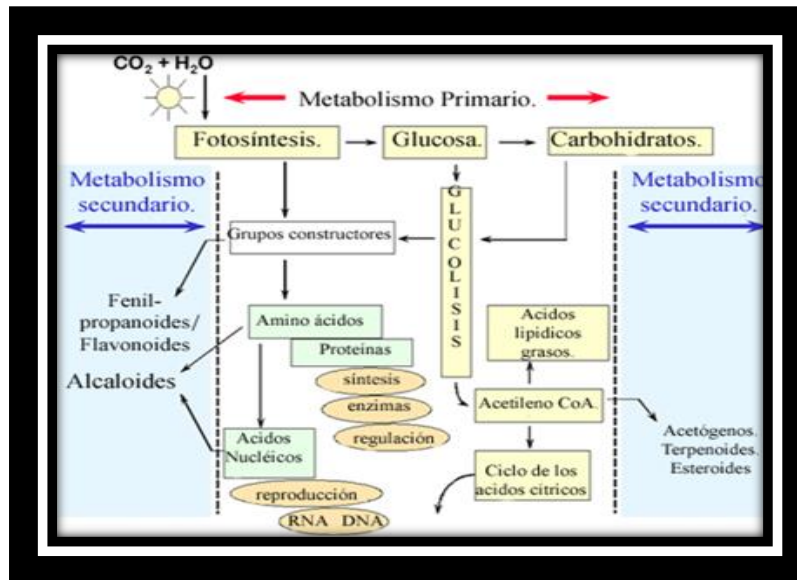 CO₂ + H₂O
Metabolismo Primario.
Fotosíntesis.
Glucosa.
Carbohidratos.
Metabolismo
secundario.
Metabolismo
secundario.
GLUCOLISIS
Grupos constructores
Fenil-
propanoides/
Flavonoides
Alcaloides
Amino ácidos
Proteínas
síntesis
enzimas
regulación
Acidos
Nucléicos
reproducción
RNA DNA
Acidos
lipidicos
grasos.
Acetileno CoA.
Ciclo de los
acidos cítricos
Acetógenos.
Terpenoides.
Esteroides